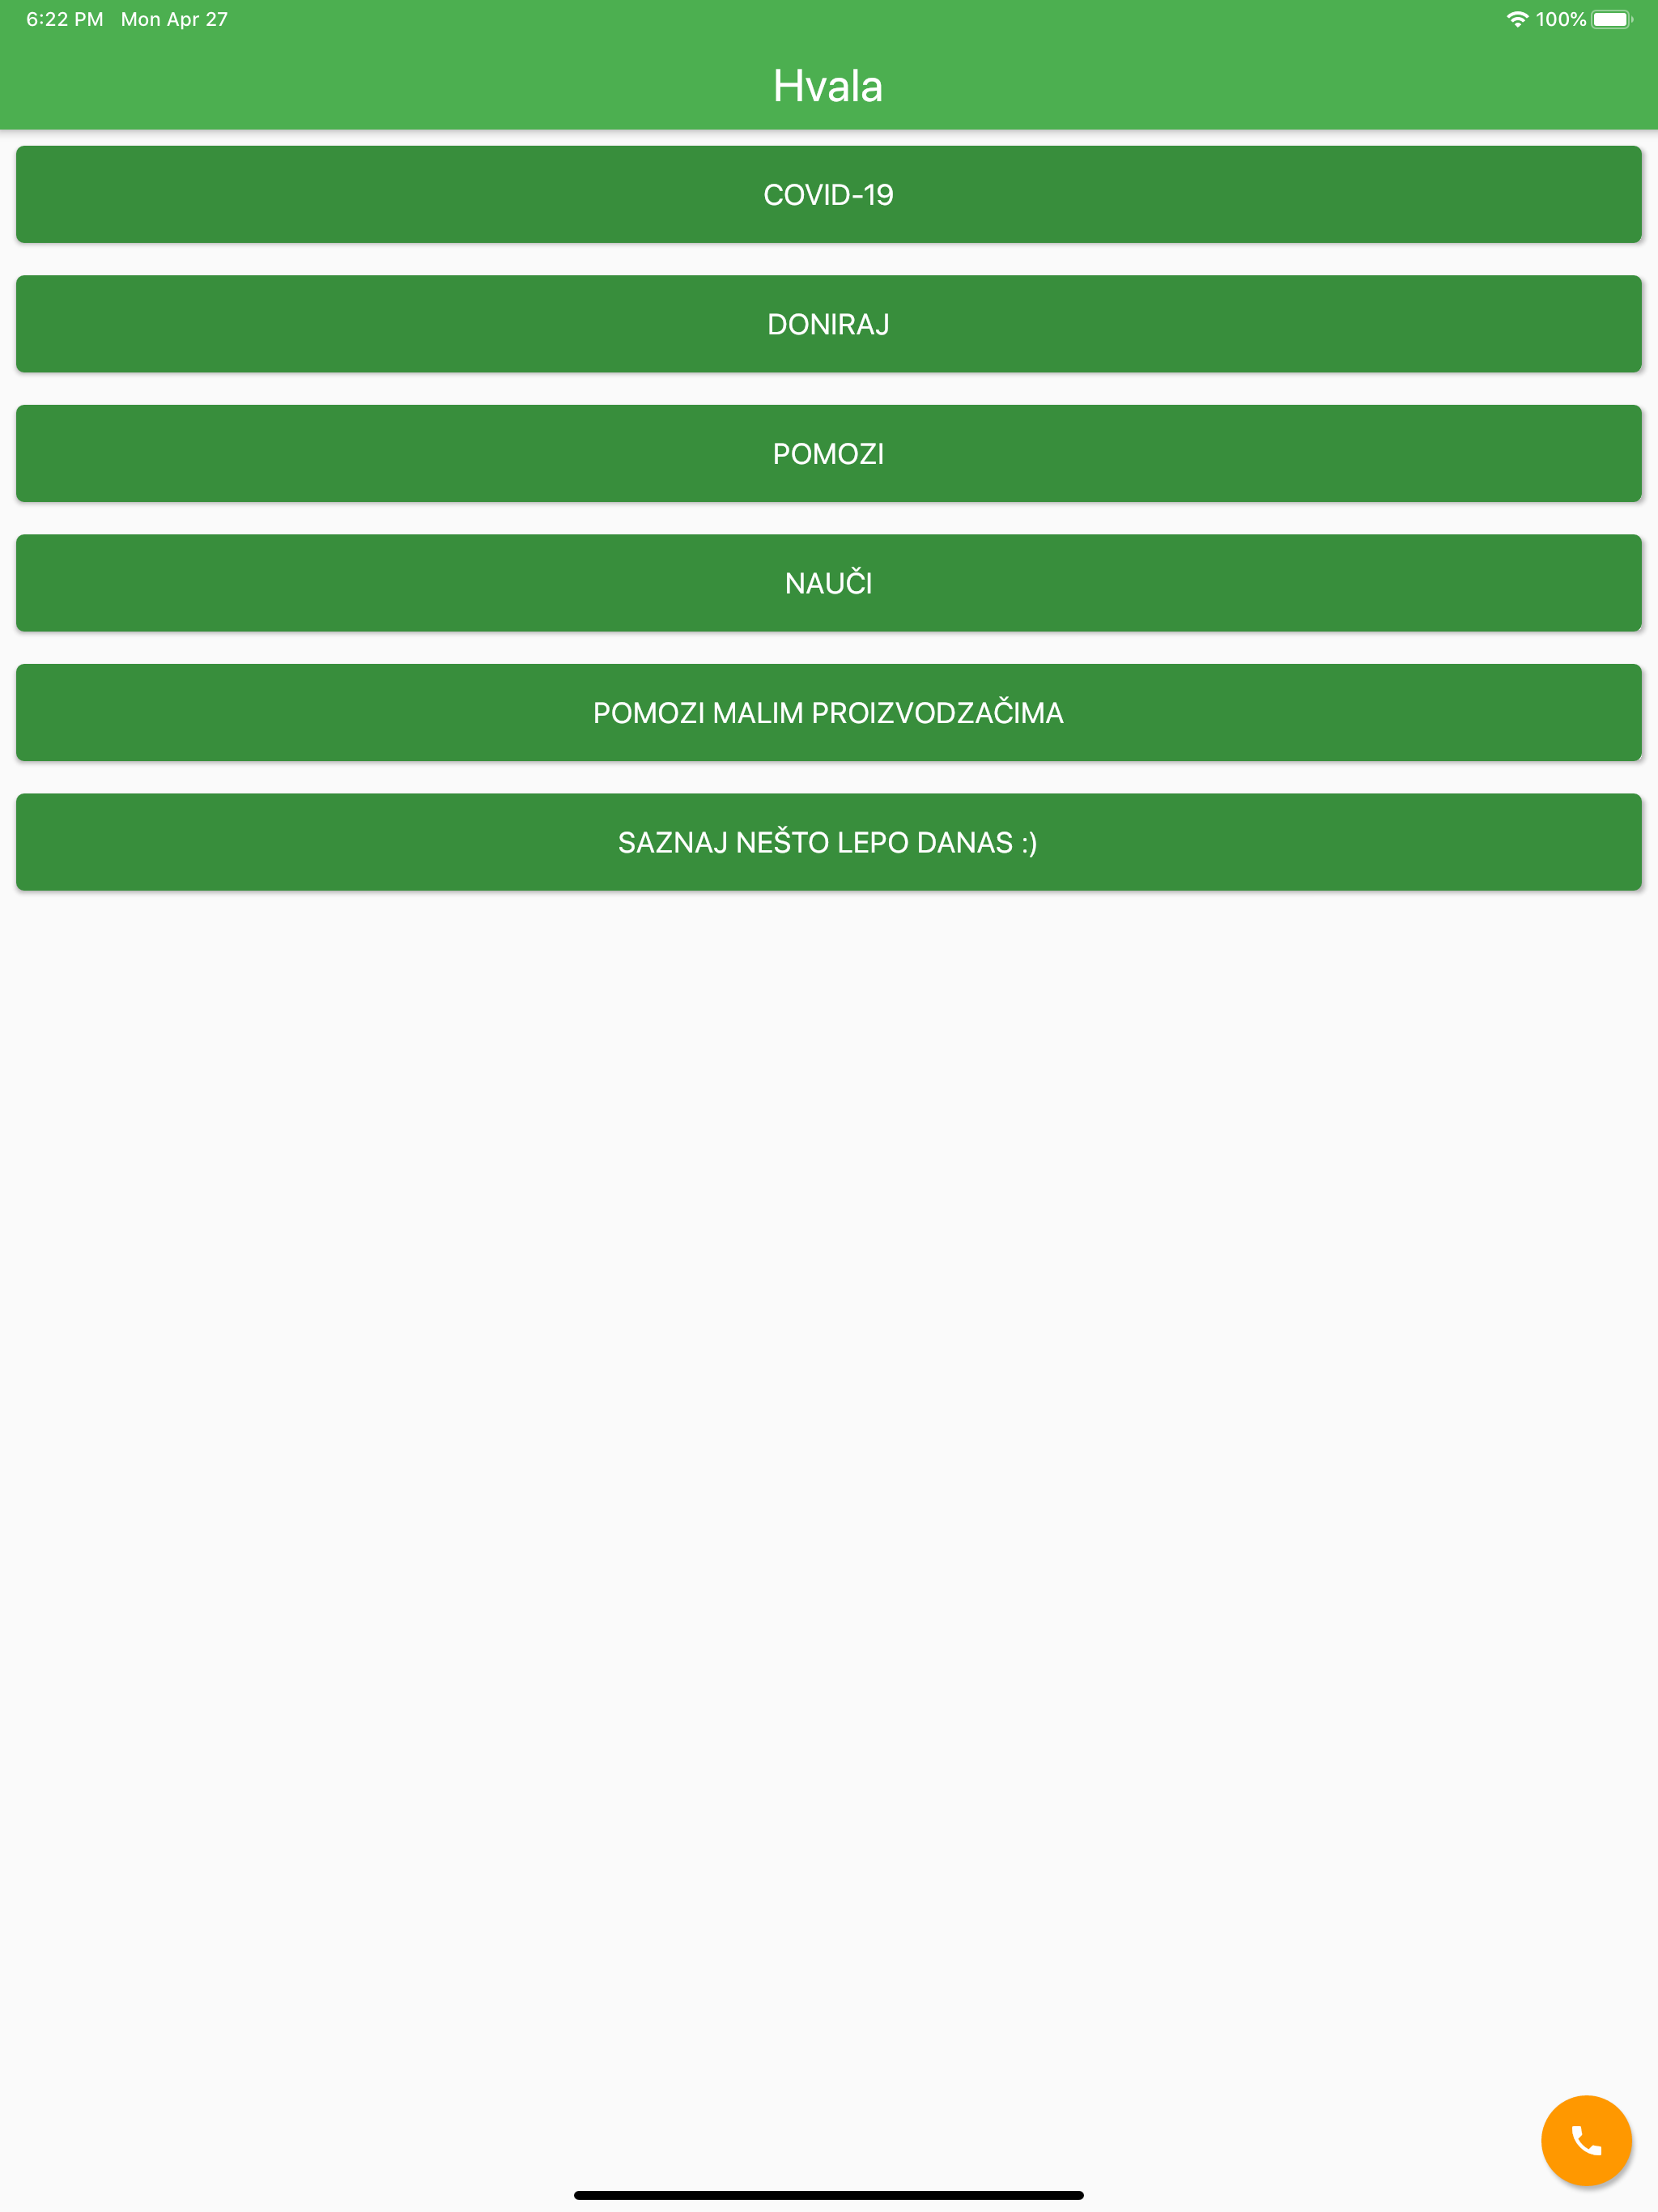 6:22 PM Mon Apr 27 100%
Hvala
COVID-19
DONIRAJ
POMOZI
NAUČI
POMOZI MALIM PROIZVODZAČIMA
SAZNAJ NEŠTO LEPO DANAS :)